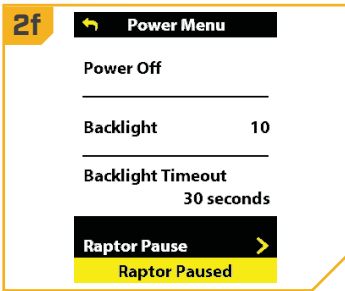 2f
Power Menu
Power Off
Backlight 10
Backlight Timeout
30 seconds
Raptor Pause
Raptor Paused